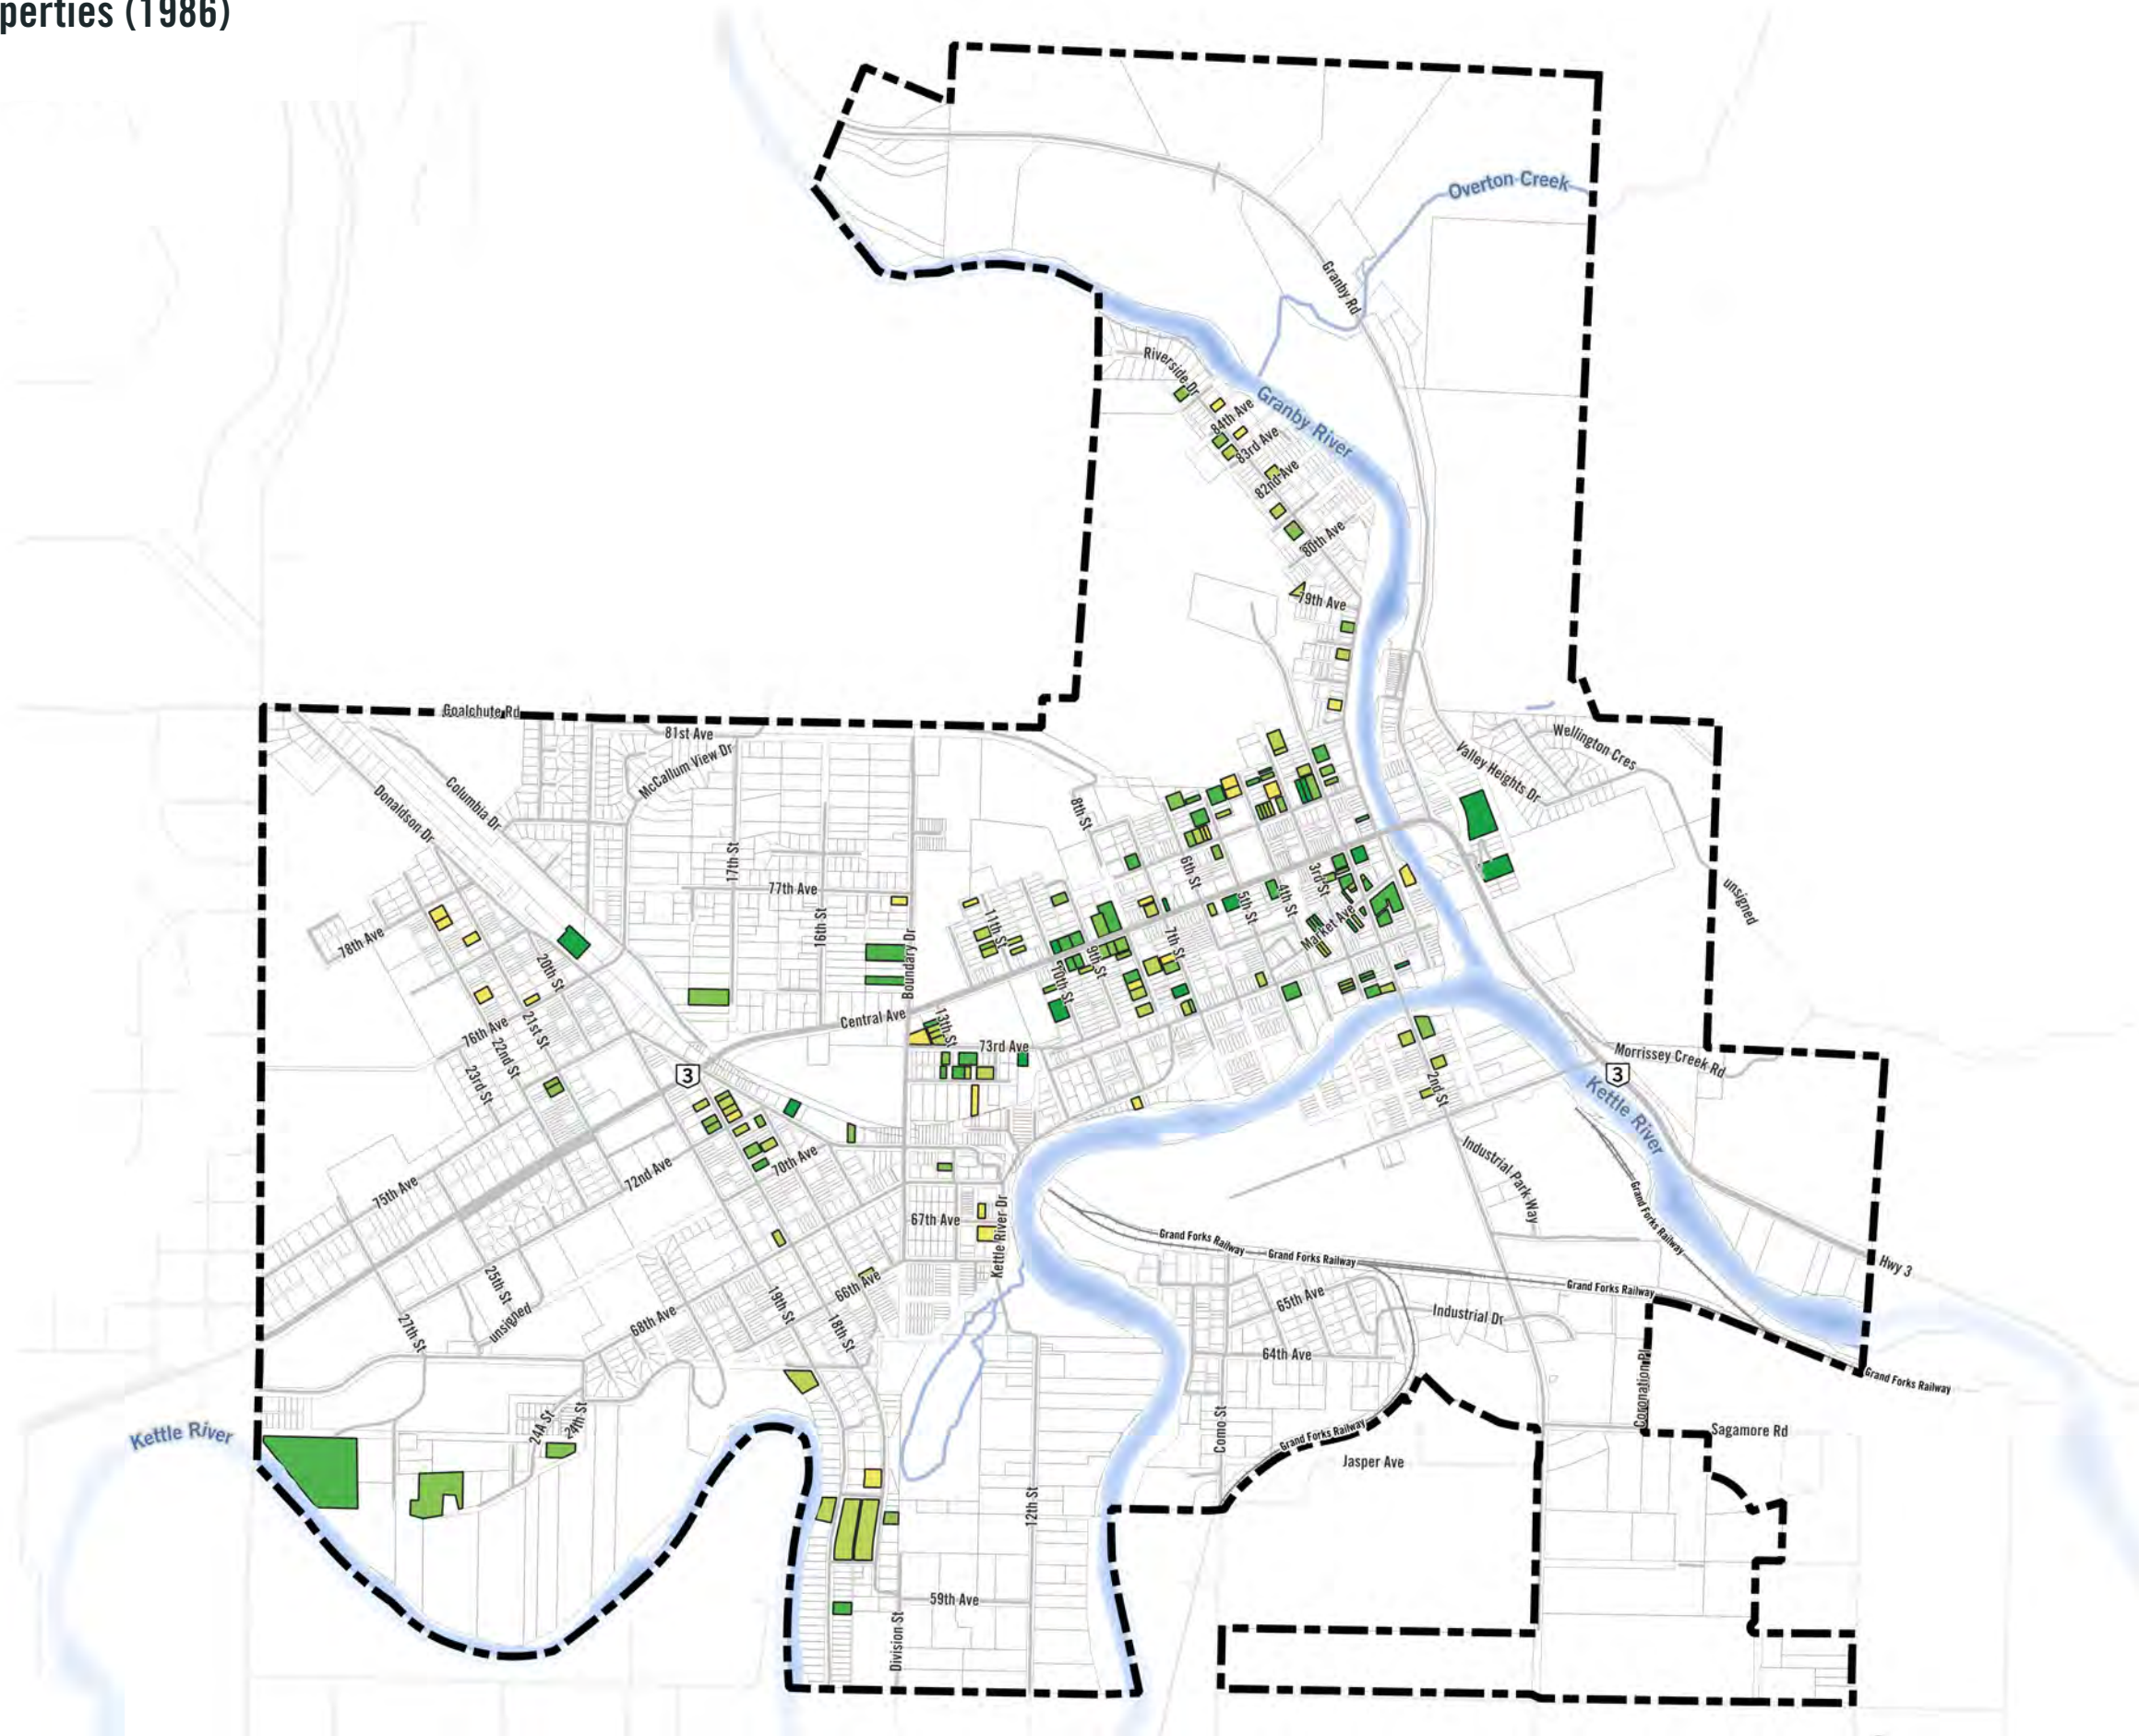 perties (1986)
Overton Creek
Granby Rd
Riverside Dr
84th Ave
Granby River
83rd Ave
82nd Ave
80th Ave
79th Ave
Goalchute Rd
81st Ave
McCallum View Dr
Wellington Cres
Valley Heights Dr
Columbia Dr
Donaldson Dr
8th St
17th St
77th Ave
16th St
6th St
3rd St
5th St
4th St
Market Ave
unsigned
11th St
78th Ave
20th St
Boundary Dr
7th St
9th St
10th St
Central Ave
13th St
73rd Ave
76th Ave
21st St
22nd St
23rd St
3
Morrissey Creek Rd
3
Kettle River
2nd St
75th Ave
72nd Ave
70th Ave
Industrial Park Way
67th Ave
Kettle River Dr
Grand Forks Railway
Grand Forks Railway
Grand Forks Railway
Grand Forks Railway
Hwy 3
25th St
unsigned
27th St
68th Ave
19th St
18th St
66th Ave
65th Ave
Industrial Dr
64th Ave
Coronation Pl
Grand Forks Railway
Kettle River
24A St
24th St
Como St
Grand Forks Railway
Jasper Ave
Sagamore Rd
12th St
59th Ave
Division St